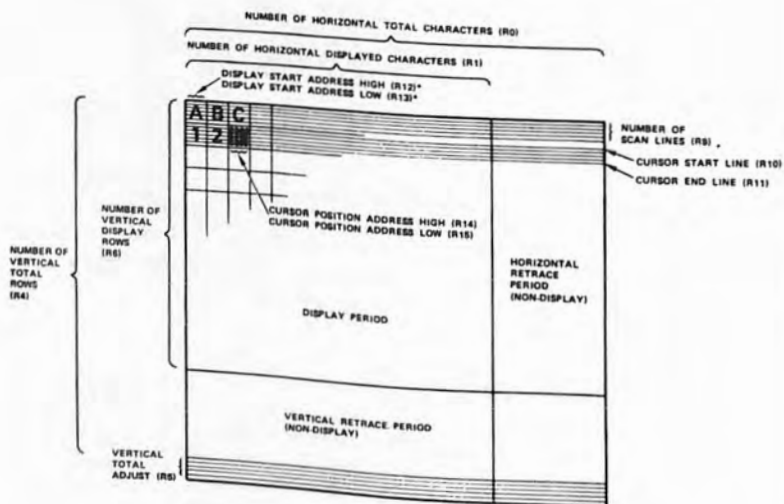 NUMBER OF HORIZONTAL TOTAL CHARACTERS (R0)
NUMBER OF HORIZONTAL DISPLAYED CHARACTERS (R1)
DISPLAY START ADDRESS HIGH (R12)*
DISPLAY START ADDRESS LOW (R13)*
A B C
1 2
NUMBER OF
SCAN LINES (R9)
CURSOR START LINE (R10)
CURSOR END LINE (R11)
CURSOR POSITION ADDRESS HIGH (R14)
CURSOR POSITION ADDRESS LOW (R15)
NUMBER OF
VERTICAL
DISPLAY
ROWS
(R6)
NUMBER OF
VERTICAL
TOTAL
ROWS
(R4)
HORIZONTAL
RETRACE
PERIOD
(NON-DISPLAY)
DISPLAY PERIOD
VERTICAL RETRACE PERIOD
(NON-DISPLAY)
VERTICAL
TOTAL
ADJUST (R5)